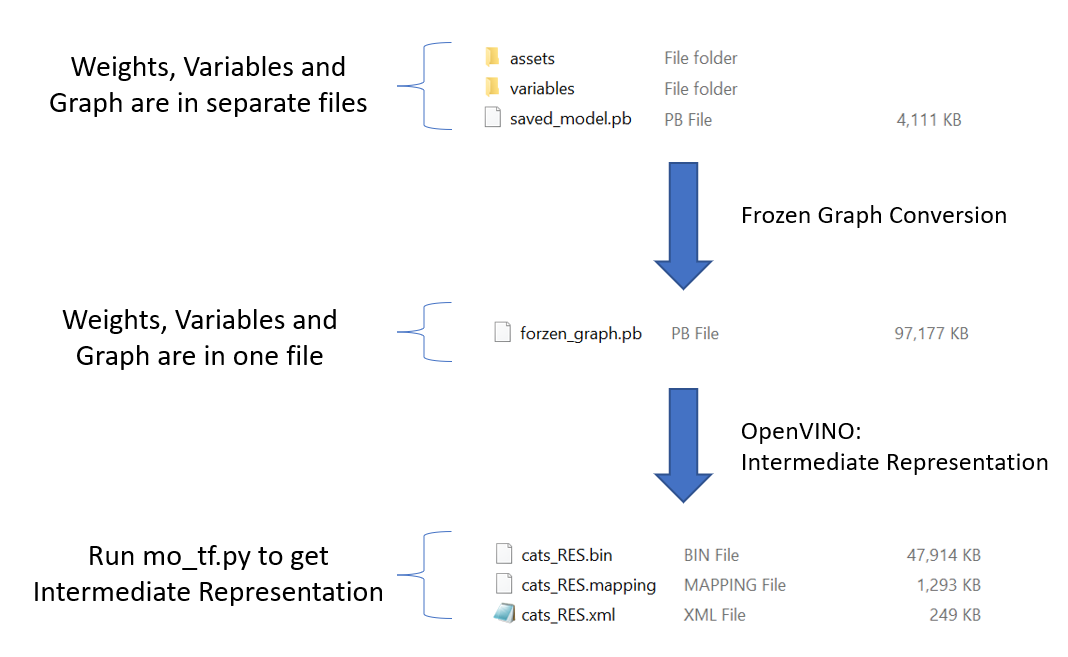 Weights, Variables and
Graph are in separate files
assets File folder
variables File folder
saved_model.pb PB File 4,111 KB
Frozen Graph Conversion
Weights, Variables and
Graph are in one file
forzen_graph.pb PB File 97,177 KB
OpenVINO:
Intermediate Representation
Run mo_tf.py to get
Intermediate Representation
cats_RES.bin BIN File 47,914 KB
cats_RES.mapping MAPPING File 1,293 KB
cats_RES.xml XML File 249 KB